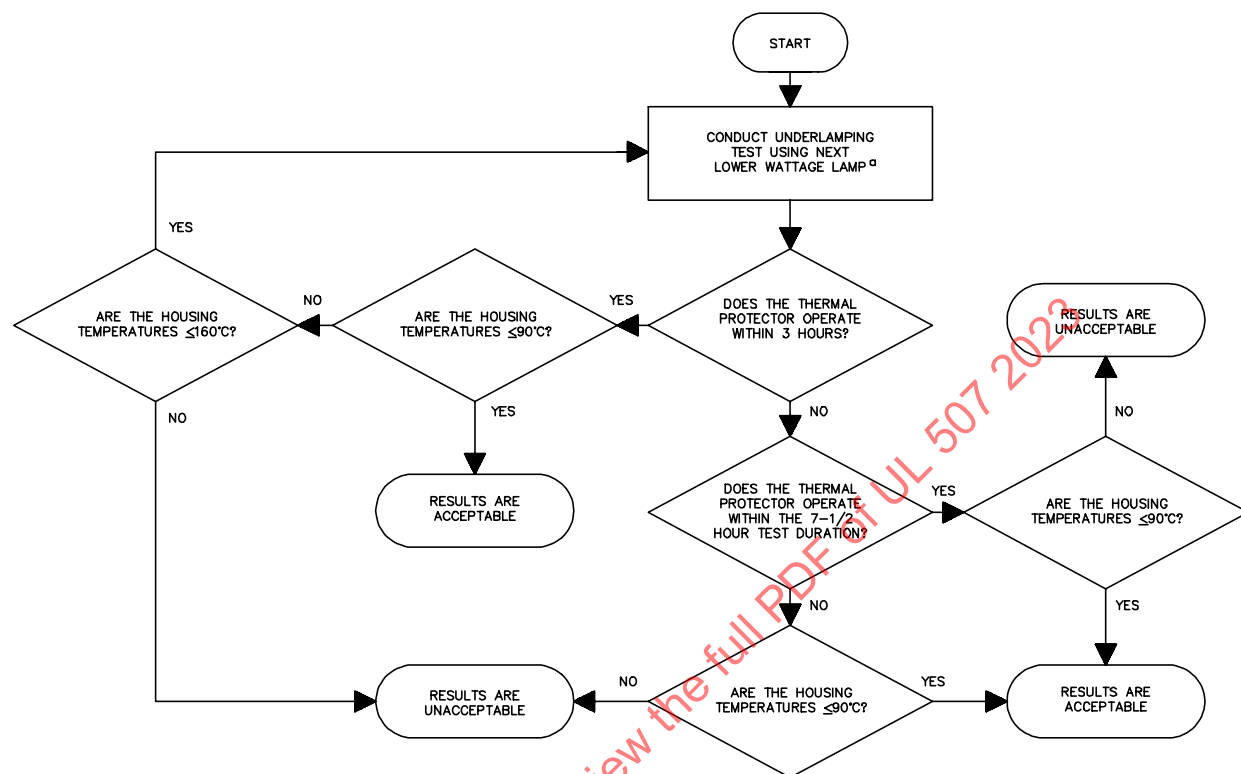 START
CONDUCT UNDERLAMPING
TEST USING NEXT
LOWER WATTAGE LAMP a
YES
ARE THE HOUSING
TEMPERATURES ≤160°C?
NO
NO
ARE THE HOUSING
TEMPERATURES ≤90°C?
YES
YES
DOES THE THERMAL
PROTECTOR OPERATE
WITHIN 3 HOURS?
NO
RESULTS ARE
UNACCEPTABLE
NO
RESULTS ARE
ACCEPTABLE
DOES THE THERMAL
PROTECTOR OPERATE
WITHIN THE 7-1/2
HOUR TEST DURATION?
YES
ARE THE HOUSING
TEMPERATURES ≤90°C?
NO
YES
RESULTS ARE
UNACCEPTABLE
NO
ARE THE HOUSING
TEMPERATURES ≤90°C?
YES
RESULTS ARE
ACCEPTABLE
view the full PDF of UL 507 2023